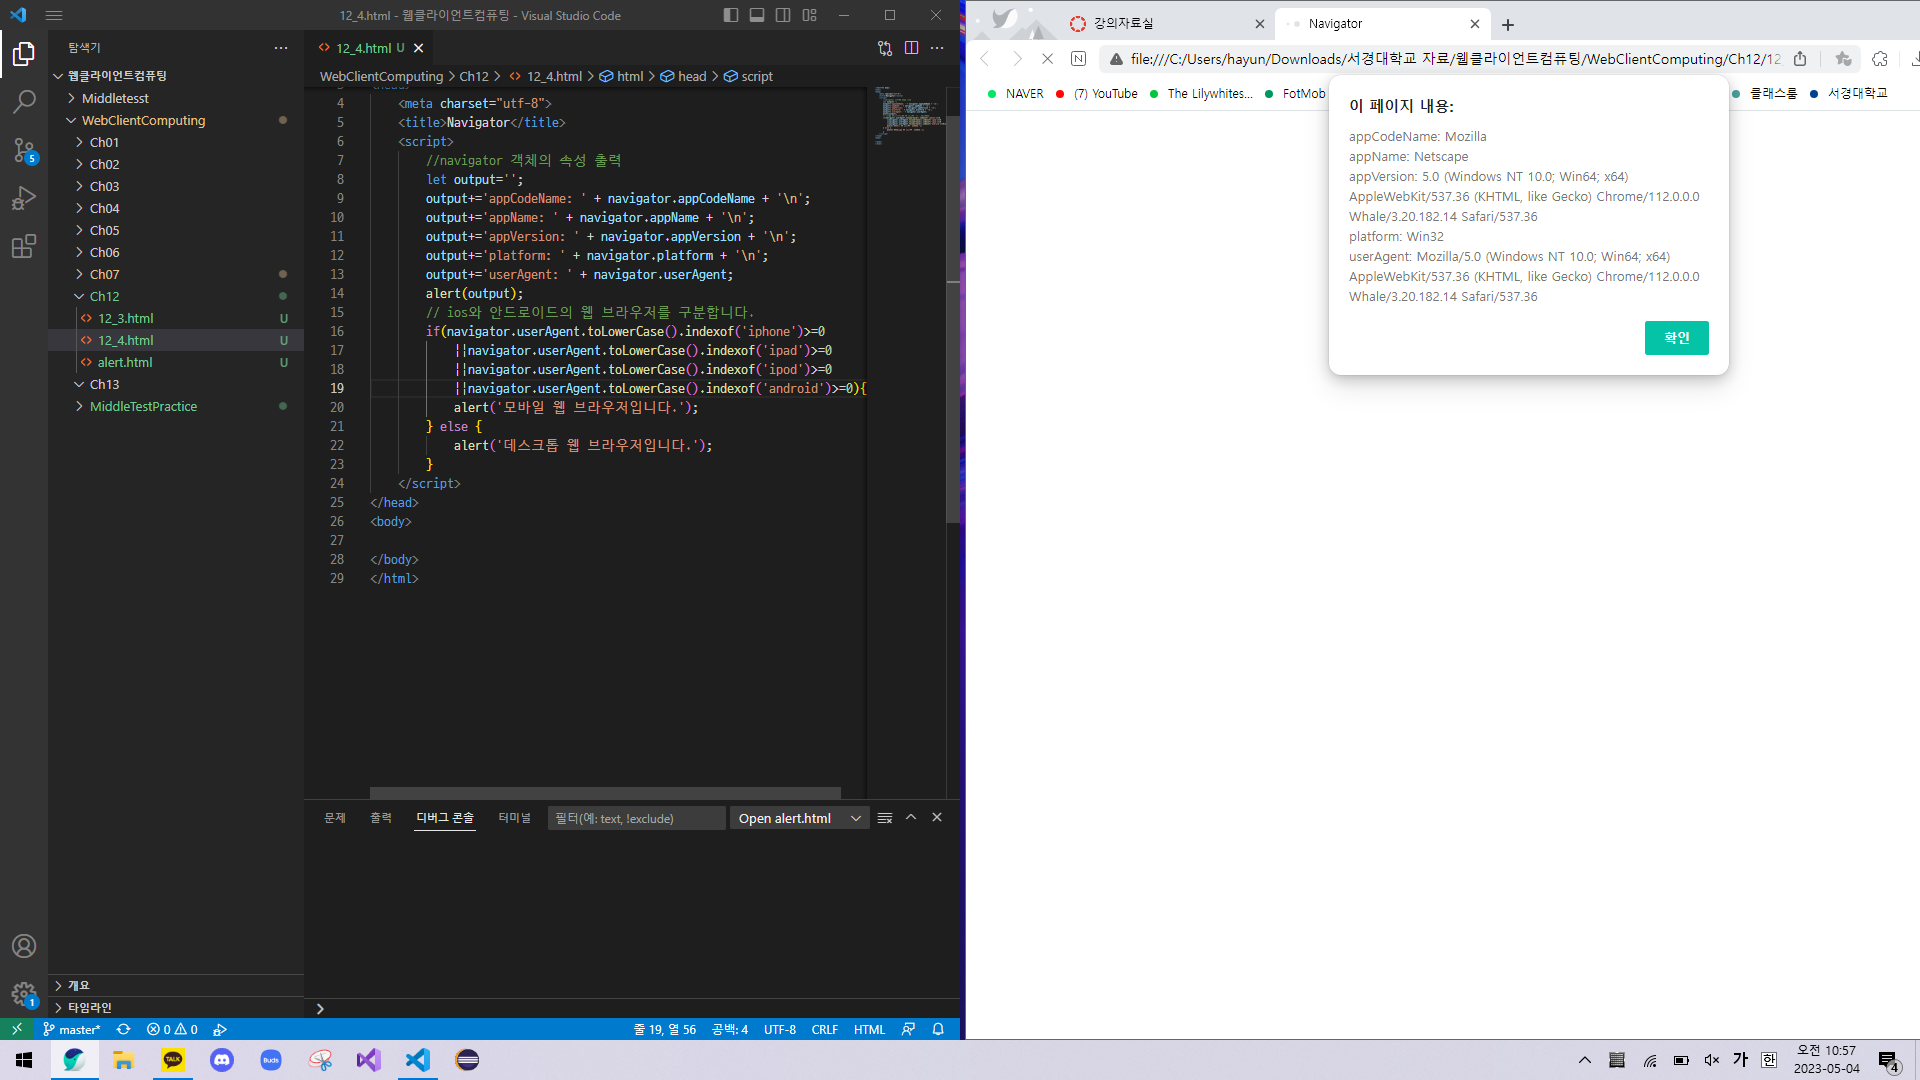 12_4.html - 웹클라이언트컴퓨팅 - Visual Studio Code
탐색기
웹클라이언트컴퓨팅
Middletesst
WebClientComputing
Ch01
Ch02
Ch03
Ch04
Ch05
Ch06
Ch07
Ch12
12_3.html U
12_4.html U
alert.html U
Ch13
MiddleTestPractice
개요
타임라인
5
1
12_4.html U
WebClientComputing > Ch12 > 12_4.html > html > head > script
4 <meta charset="utf-8">
5 <title>Navigator</title>
6 <script>
7 //navigator 객체의 속성 출력
8 let output='';
9 output+='appCodeName: ' + navigator.appCodeName + '\n';
10 output+='appName: ' + navigator.appName + '\n';
11 output+='appVersion: ' + navigator.appVersion + '\n';
12 output+='platform: ' + navigator.platform + '\n';
13 output+='userAgent: ' + navigator.userAgent;
14 alert(output);
15 // ios와 안드로이드의 웹 브라우저를 구분합니다.
16 if(navigator.userAgent.toLowerCase().indexof('iphone')>=0
17 ||navigator.userAgent.toLowerCase().indexof('ipad')>=0
18 ||navigator.userAgent.toLowerCase().indexof('ipod')>=0
19 ||navigator.userAgent.toLowerCase().indexof('android')>=0){
20 alert('모바일 웹 브라우저입니다.');
21 } else {
22 alert('데스크톱 웹 브라우저입니다.');
23 }
24 </script>
25 </head>
26 <body>
27
28 </body>
29 </html>
문제 출력 디버그 콘솔 터미널 필터(예: text, !exclude) Open alert.html
master* 0 0 줄 19, 열 56 공백: 4 UTF-8 CRLF HTML
강의자료실
Navigator
file:///C:/Users/hayun/Downloads/서경대학교 자료/웹클라이언트컴퓨팅/WebClientComputing/Ch12/12
NAVER (7) YouTube The Lilywhites... FotMob 클래스룸 서경대학교
이 페이지 내용:
appCodeName: Mozilla
appName: Netscape
appVersion: 5.0 (Windows NT 10.0; Win64; x64)
AppleWebKit/537.36 (KHTML, like Gecko) Chrome/112.0.0.0
Whale/3.20.182.14 Safari/537.36
platform: Win32
userAgent: Mozilla/5.0 (Windows NT 10.0; Win64; x64)
AppleWebKit/537.36 (KHTML, like Gecko) Chrome/112.0.0.0
Whale/3.20.182.14 Safari/537.36
확인
TALK
Buds
가 한
오전 10:57
2023-05-04
4